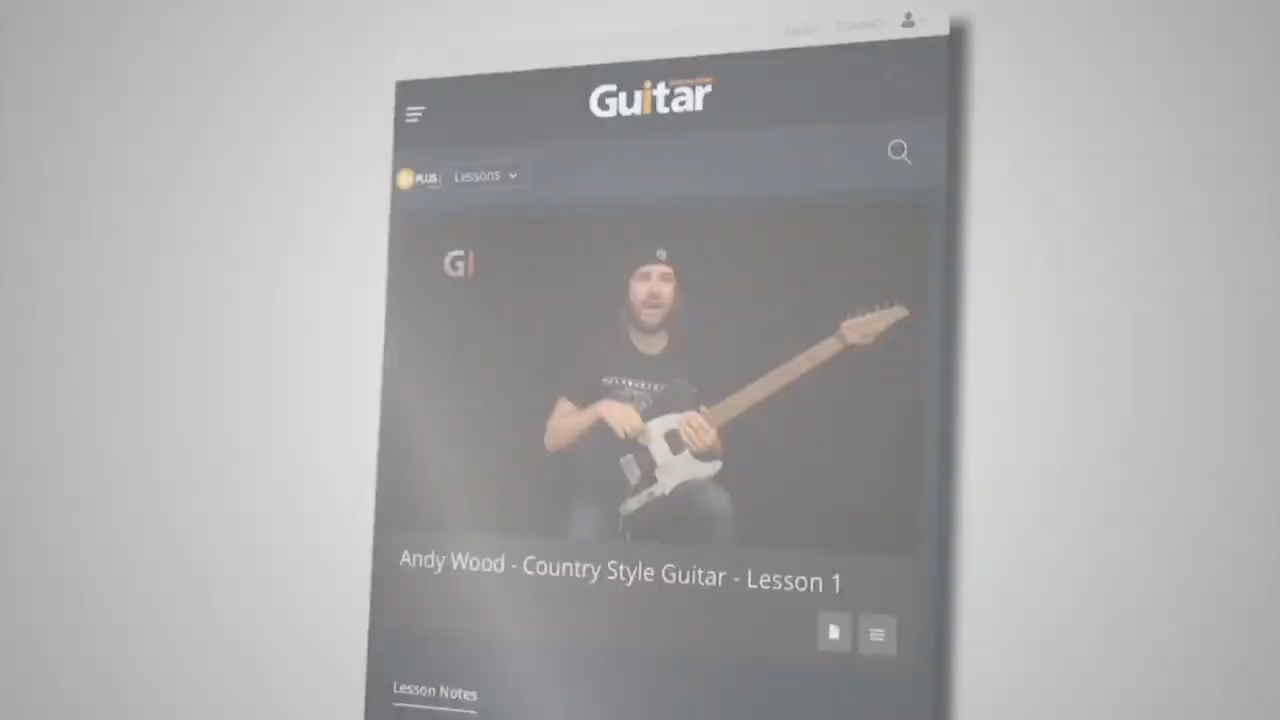 Guitar
PLUS
Lessons
GI
Andy Wood - Country Style Guitar - Lesson 1
Lesson Notes